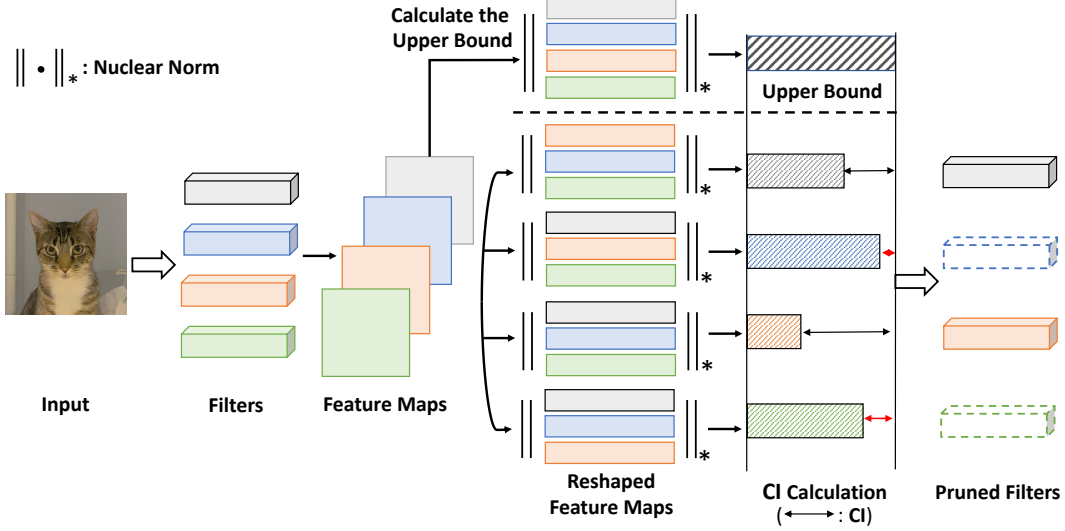 Calculate the
Upper Bound
‖ • ‖* : Nuclear Norm
‖ ‖*
Upper Bound
‖ ‖*
‖ ‖*
‖ ‖*
‖ ‖*
Input
Filters
Feature Maps
Reshaped
Feature Maps
CI Calculation
(⟷ : CI)
Pruned Filters